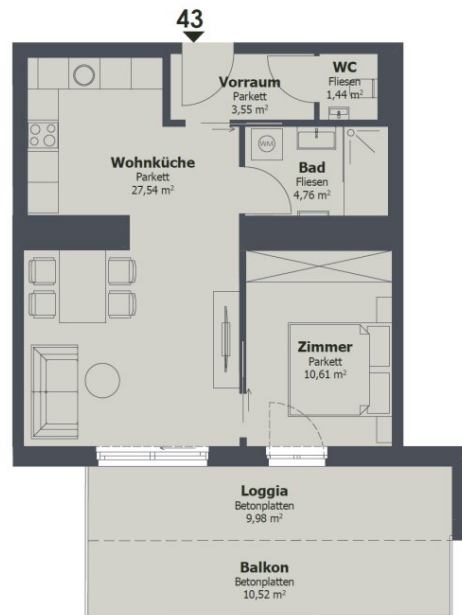 43
Vorraum
Parkett
3,55 m²
WC
Fliesen
1,44 m²
Wohnküche
Parkett
27,54 m²
WM
Bad
Fliesen
4,76 m²
Zimmer
Parkett
10,61 m²
Loggia
Betonplatten
9,98 m²
Balkon
Betonplatten
10,52 m²